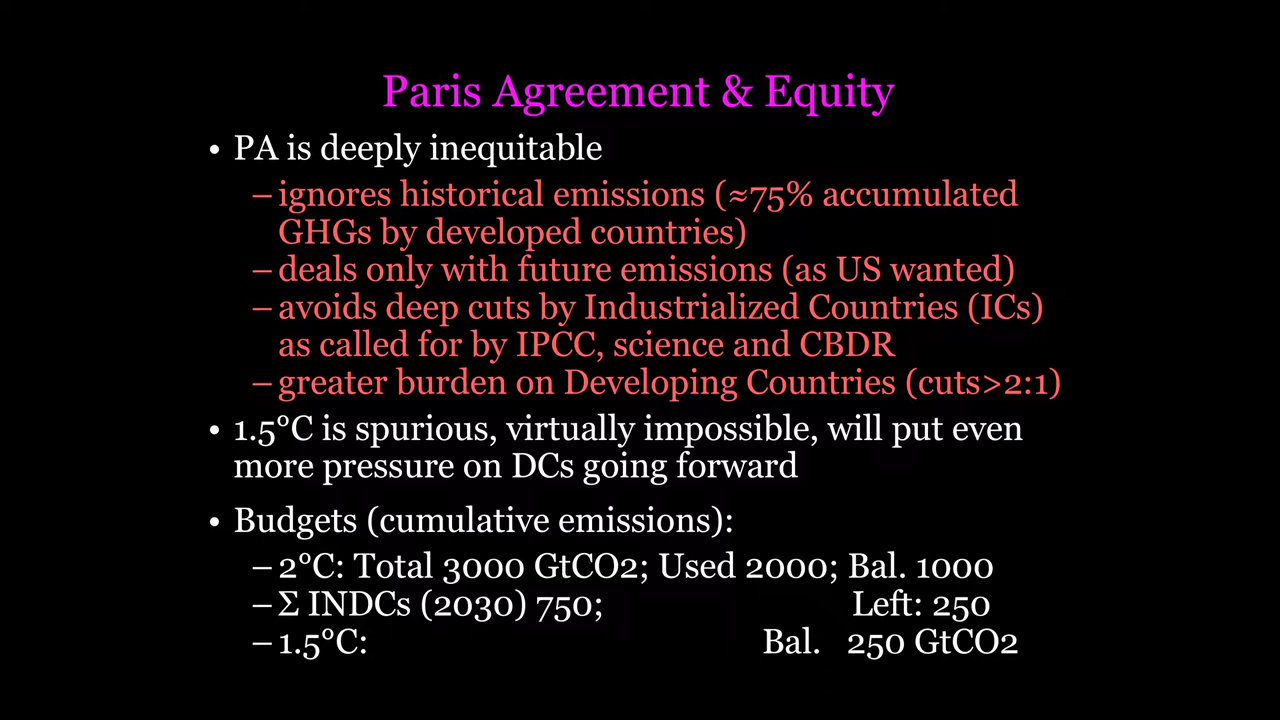 Paris Agreement & Equity
• PA is deeply inequitable
– ignores historical emissions (≈75% accumulated
GHGs by developed countries)
– deals only with future emissions (as US wanted)
– avoids deep cuts by Industrialized Countries (ICs)
as called for by IPCC, science and CBDR
– greater burden on Developing Countries (cuts>2:1)
• 1.5°C is spurious, virtually impossible, will put even
more pressure on DCs going forward
• Budgets (cumulative emissions):
– 2°C: Total 3000 GtCO2; Used 2000; Bal. 1000
– Σ INDCs (2030) 750; Left: 250
– 1.5°C: Bal. 250 GtCO2